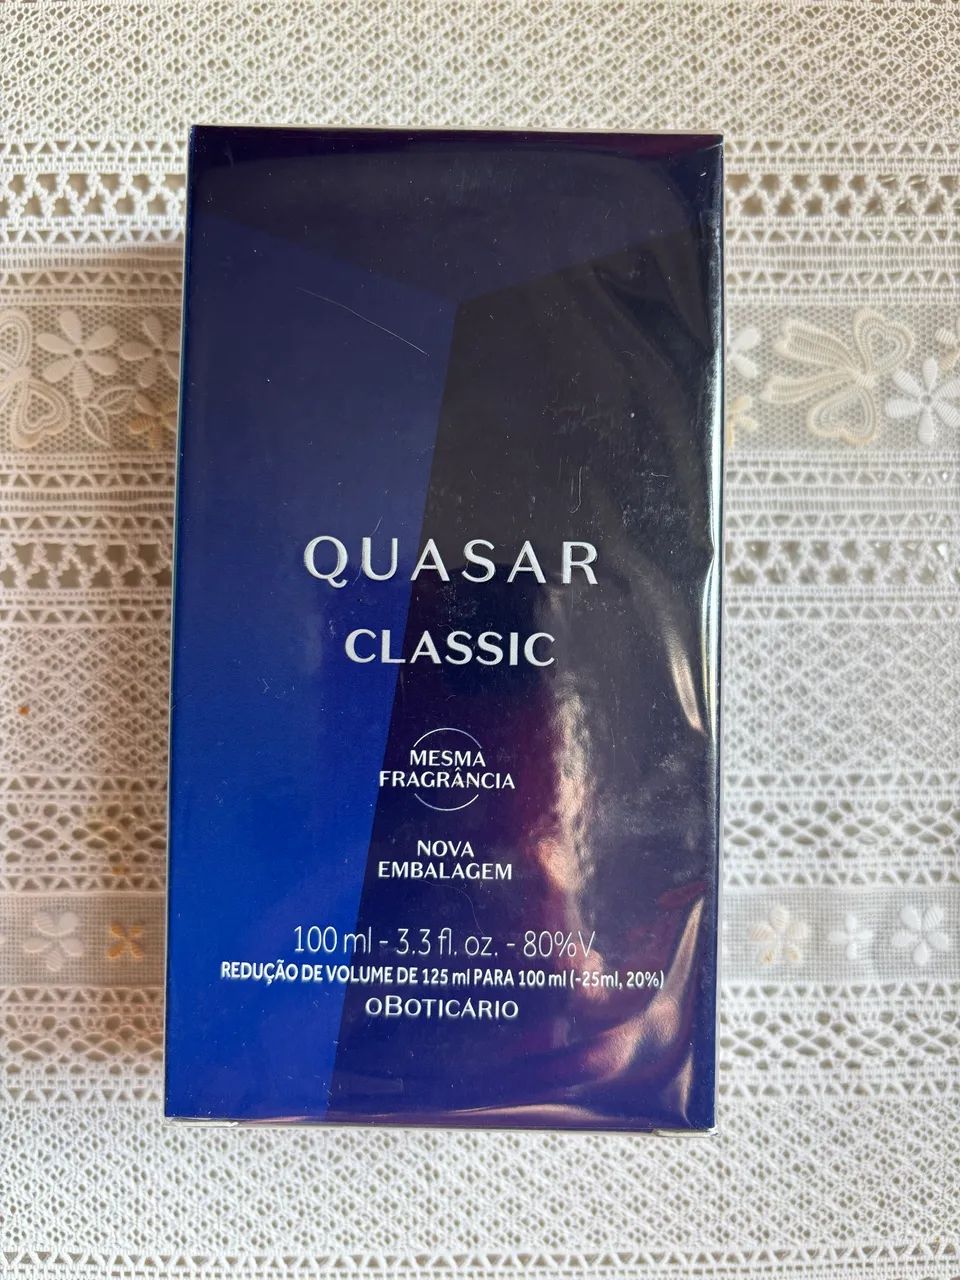 QUASAR
CLASSIC
MESMA
FRAGRÂNCIA
NOVA
EMBALAGEM
100 ml - 3.3 fl. oz. - 80%V
REDUÇÃO DE VOLUME DE 125 ml PARA 100 ml (-25ml, 20%)
oBOTICÁRIO